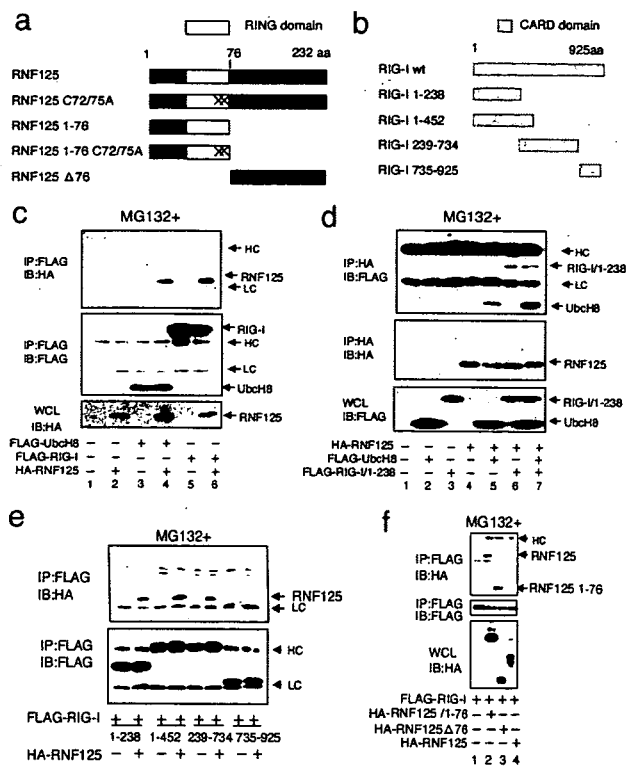 a
RING domain
1 76 232 aa
RNF125
RNF125 C72/75A
RNF125 1-76
RNF125 1-76 C72/75A
RNF125 Δ76
b
CARD domain
1 925aa
RIG-I wt
RIG-I 1-238
RIG-I 1-452
RIG-I 239-734
RIG-I 735-925
c
MG132+
IP:FLAG
IB:HA
HC
RNF125
LC
IP:FLAG
IB:FLAG
RIG-I
HC
LC
UbcH8
WCL
IB:HA
RNF125
FLAG-UbcH8 − − + + − −
FLAG-RIG-I − − − − + +
HA-RNF125 − + − + − +
1 2 3 4 5 6
d
MG132+
IP:HA
IB:FLAG
HC
RIG-I/1-238
LC
UbcH8
IP:HA
IB:HA
RNF125
WCL
IB:FLAG
RIG-I/1-238
UbcH8
HA-RNF125 − − − + + + +
FLAG-UbcH8
FLAG-RIG-I/1-238
1 2 3 4 5 6 7
e
MG132+
IP:FLAG
IB:HA
RNF125
LC
IP:FLAG
IB:FLAG
HC
LC
FLAG-RIG-I + + + + + + + +
1-238 1-452 239-734 735-925
HA-RNF125 − + − + − + − +
f
MG132+
IP:FLAG
IB:HA
HC
RNF125
RNF125 1-76
IP:FLAG
IB:FLAG
WCL
IB:HA
FLAG-RIG-I + + + +
HA-RNF125/1-76
HA-RNF125Δ76
HA-RNF125
1 2 3 4